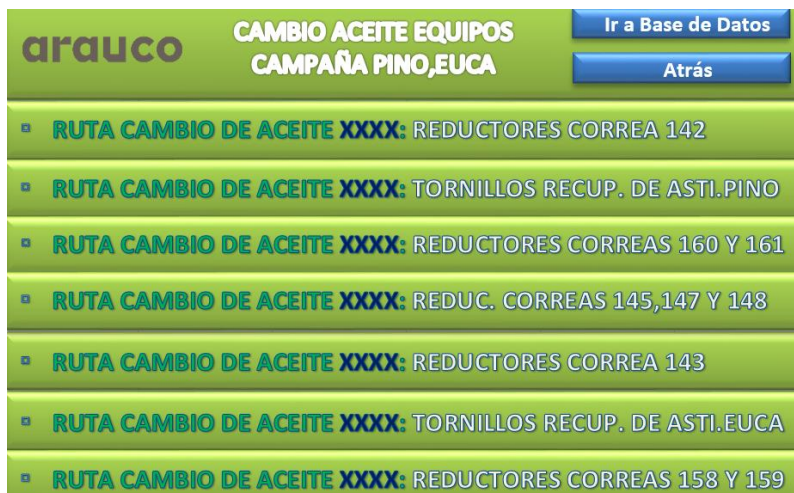 arauco
CAMBIO ACEITE EQUIPOS
CAMPAÑA PINO,EUCA
Ir a Base de Datos
Atrás
RUTA CAMBIO DE ACEITE XXXX: REDUCTORES CORREA 142
RUTA CAMBIO DE ACEITE XXXX: TORNILLOS RECUP. DE ASTI.PINO
RUTA CAMBIO DE ACEITE XXXX: REDUCTORES CORREAS 160 Y 161
RUTA CAMBIO DE ACEITE XXXX: REDUC. CORREAS 145,147 Y 148
RUTA CAMBIO DE ACEITE XXXX: REDUCTORES CORREA 143
RUTA CAMBIO DE ACEITE XXXX: TORNILLOS RECUP. DE ASTI.EUCA
RUTA CAMBIO DE ACEITE XXXX: REDUCTORES CORREAS 158 Y 159